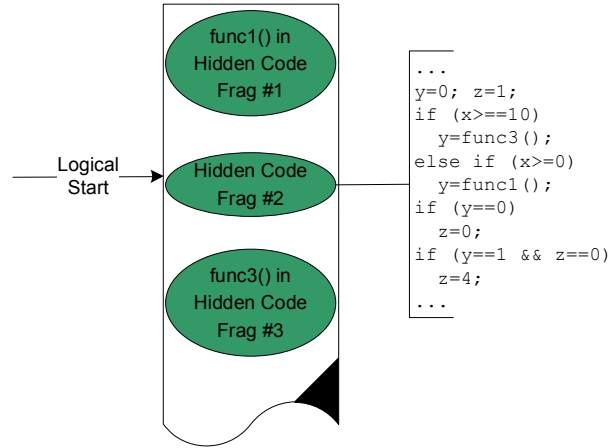 func1() in
Hidden Code
Frag #1
Logical
Start
Hidden Code
Frag #2
func3() in
Hidden Code
Frag #3
...
y=0; z=1;
if (x>==10)
  y=func3();
else if (x>=0)
  y=func1();
if (y==0)
  z=0;
if (y==1 && z==0)
  z=4;
...